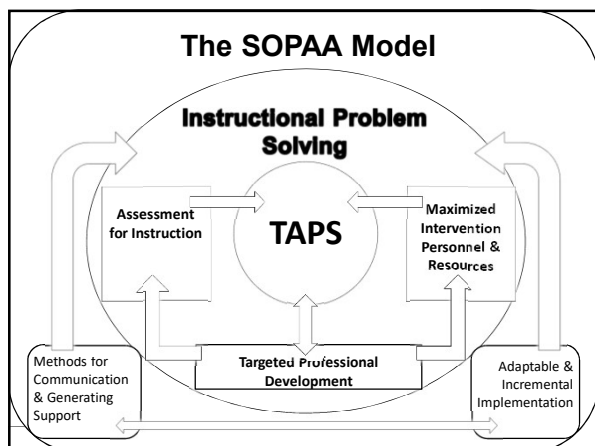 The SOPAA Model
Instructional Problem
Solving
Assessment
for Instruction
TAPS
Maximized
Intervention
Personnel &
Resources
Methods for
Communication
& Generating
Support
Targeted Professional
Development
Adaptable &
Incremental
Implementation